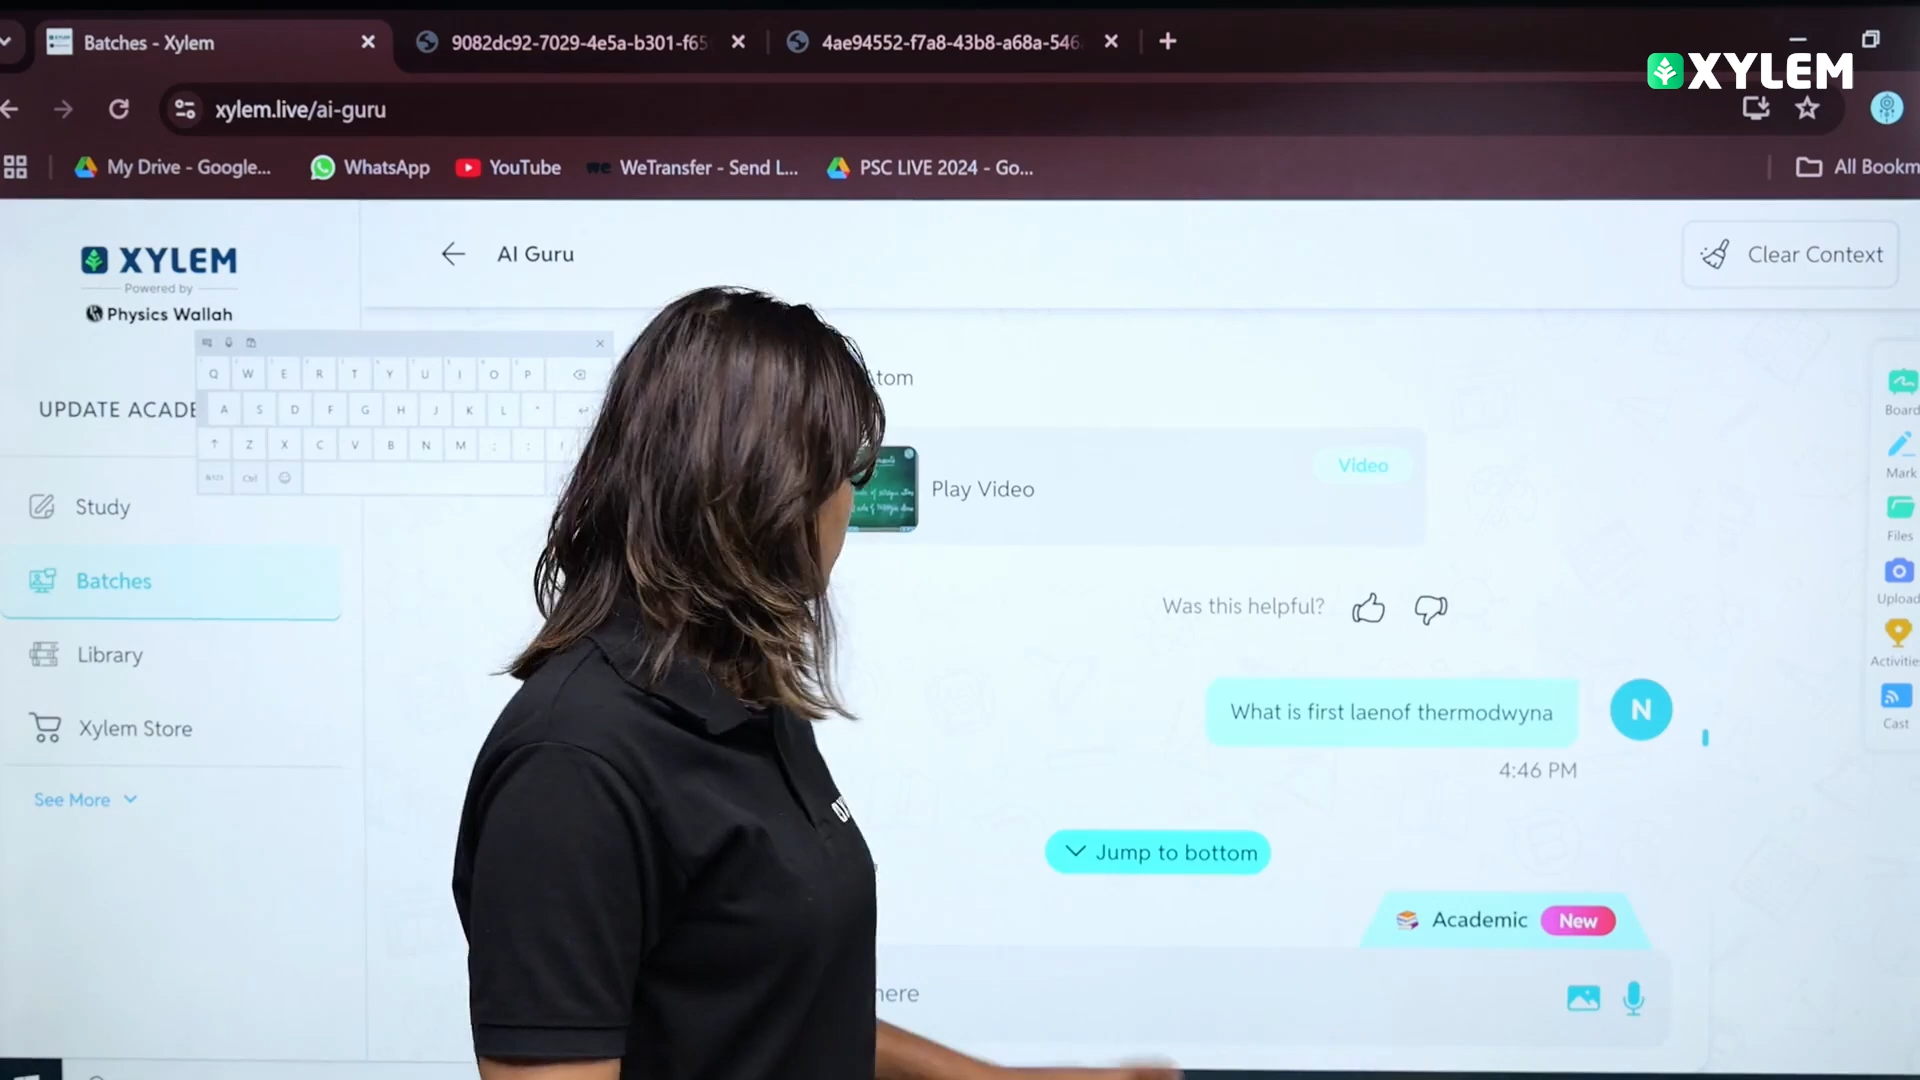 Batches - Xylem
9082dc92-7029-4e5a-b301-f65
4ae94552-f7a8-43b8-a68a-546
XYLEM
xylem.live/ai-guru
My Drive - Google...
WhatsApp
YouTube
WeTransfer - Send L...
PSC LIVE 2024 - Go...
All Bookm
XYLEM
Powered by
Physics Wallah
AI Guru
Clear Context
Q W E R T Y U I O P
A S D F G H J K L
Z X C V B N M
&123 Ctrl
UPDATE ACADE
Study
Batches
Library
Xylem Store
See More
Atom
Play Video
Video
Was this helpful?
What is first laenof thermodwyna
N
4:46 PM
Jump to bottom
Academic New
here
Board
Mark
Files
Upload
Activitie
Cast